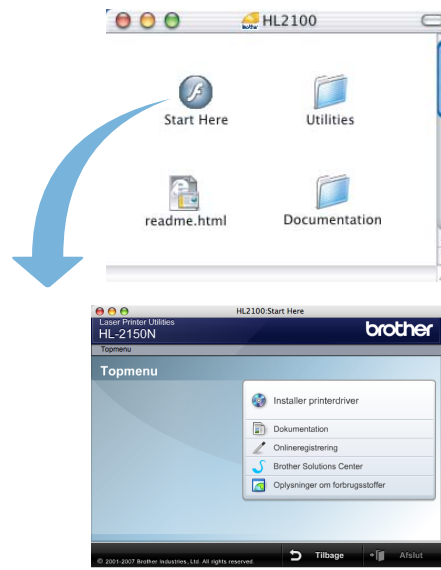 brother HL2100
Start Here
Utilities
readme.html
Documentation
HL2100:Start Here
Laser Printer Utilities
HL-2150N
brother
Topmenu
Topmenu
Installer printerdriver
Dokumentation
Onlineregistrering
Brother Solutions Center
Oplysninger om forbrugsstoffer
© 2001-2007 Brother Industries, Ltd. All rights reserved.
Tilbage
Afslut